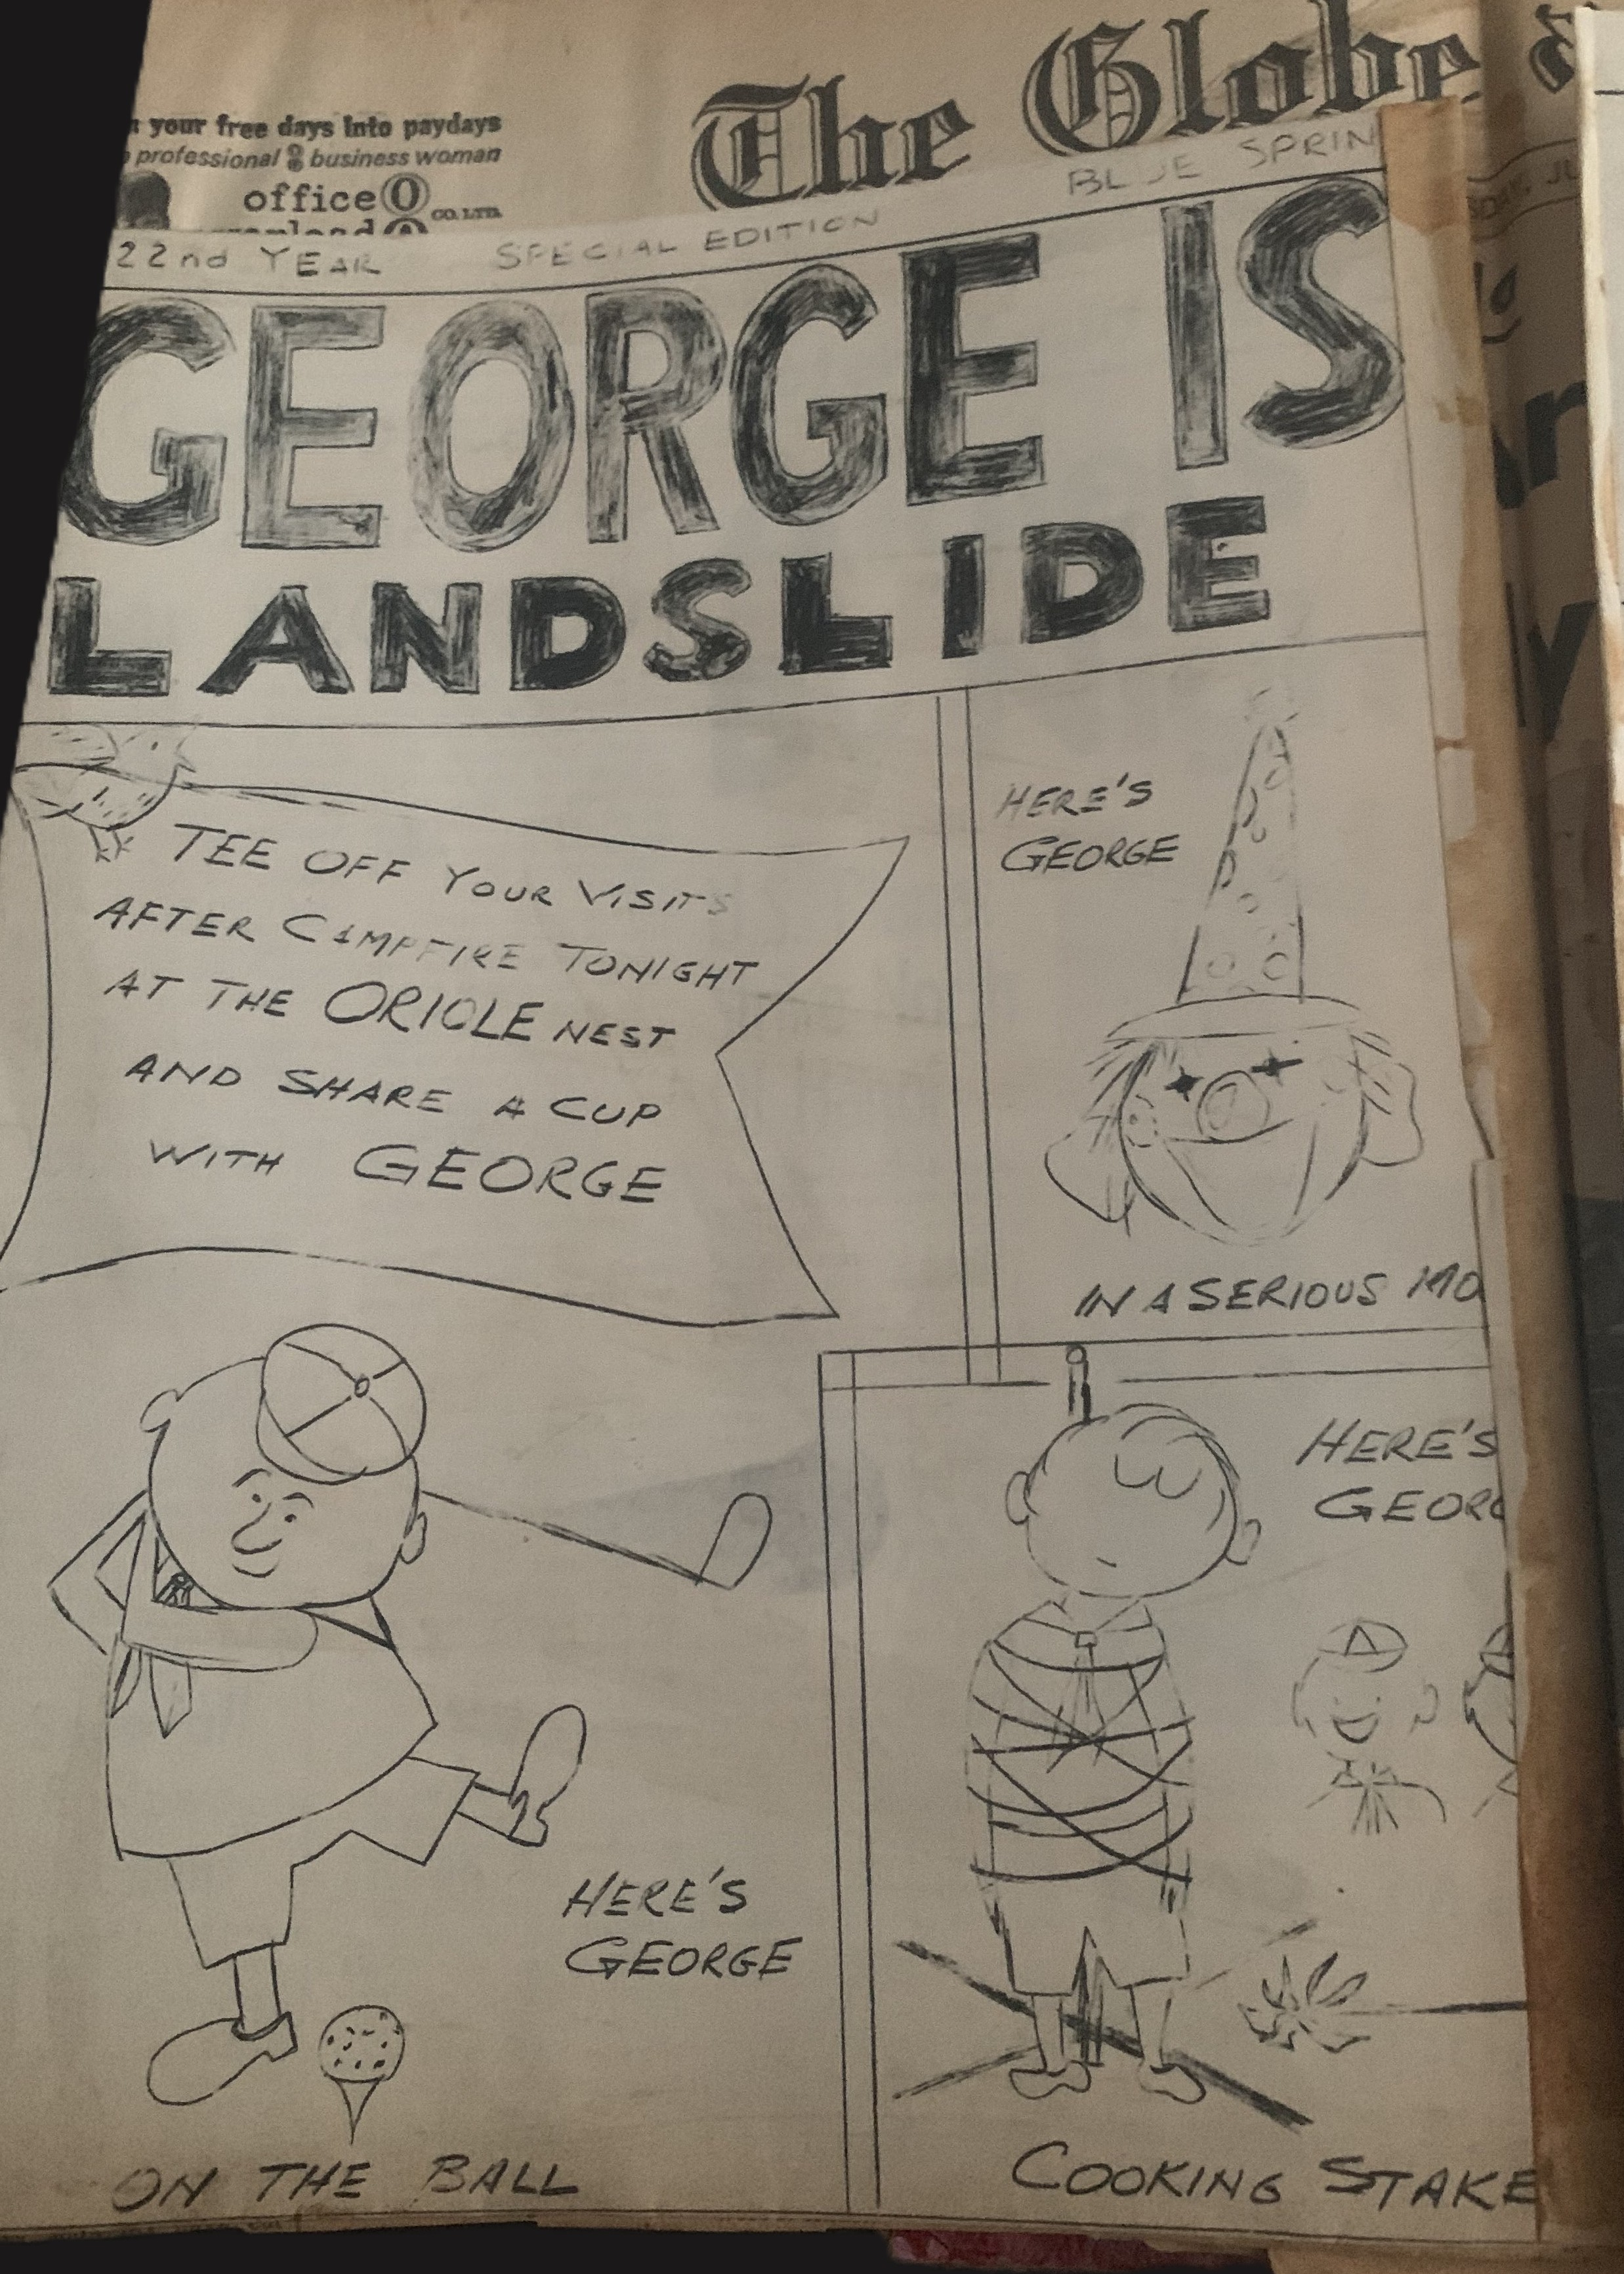 your free days into paydays
professional & business woman
office
CO. LTD.
The Globe &
22nd YEAR SPECIAL EDITION BLUE SPRIN
GEORGE IS
LANDSLIDE
TEE OFF YOUR VISITS
AFTER CAMPFIRE TONIGHT
AT THE ORIOLE NEST
AND SHARE A CUP
WITH GEORGE
HERE'S
GEORGE
ON THE BALL
HERE'S
GEORGE
IN A SERIOUS MO
HERE'S
GEORG
COOKING STAKE